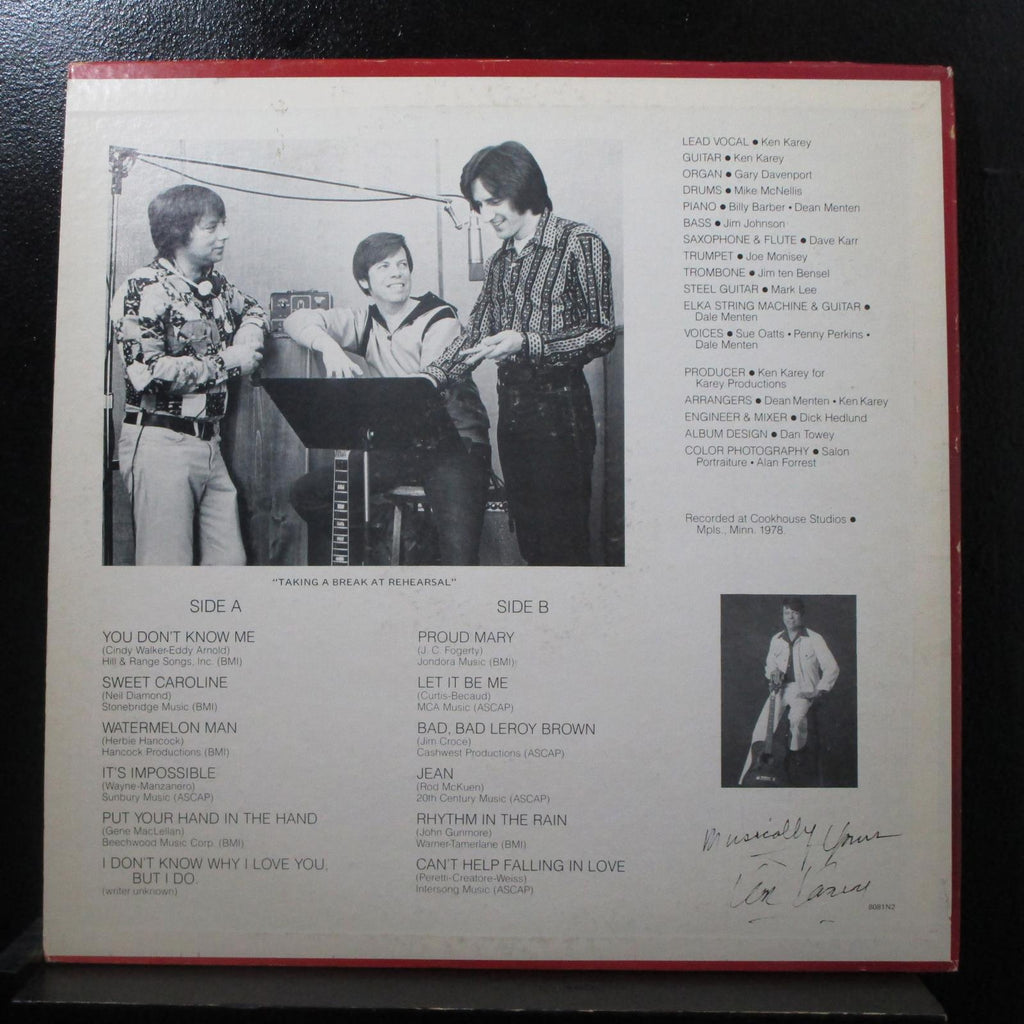 LEAD VOCAL ● Ken Karey
GUITAR ● Ken Karey
ORGAN ● Gary Davenport
DRUMS ● Mike McNellis
PIANO ● Billy Barber • Dean Menten
BASS ● Jim Johnson
SAXOPHONE & FLUTE ● Dave Karr
TRUMPET ● Joe Monisey
TROMBONE ● Jim ten Bensel
STEEL GUITAR ● Mark Lee
ELKA STRING MACHINE & GUITAR ●
Dale Menten
VOICES ● Sue Oatts • Penny Perkins •
Dale Menten
PRODUCER ● Ken Karey for
Karey Productions
ARRANGERS ● Dean Menten • Ken Karey
ENGINEER & MIXER ● Dick Hedlund
ALBUM DESIGN ● Dan Towey
COLOR PHOTOGRAPHY ● Salon
Portraiture • Alan Forrest
Recorded at Cookhouse Studios ●
Mpls., Minn. 1978.
"TAKING A BREAK AT REHEARSAL"
SIDE A
YOU DON'T KNOW ME
(Cindy Walker-Eddy Arnold)
Hill & Range Songs, Inc. (BMI)
SWEET CAROLINE
(Neil Diamond)
Stonebridge Music (BMI)
WATERMELON MAN
(Herbie Hancock)
Hancock Productions (BMI)
IT'S IMPOSSIBLE
(Wayne-Manzanero)
Sunbury Music (ASCAP)
PUT YOUR HAND IN THE HAND
(Gene MacLellan)
Beechwood Music Corp. (BMI)
I DON'T KNOW WHY I LOVE YOU,
BUT I DO.
(writer unknown)
SIDE B
PROUD MARY
(J. C. Fogerty)
Jondora Music (BMI)
LET IT BE ME
(Curtis-Becaud)
MCA Music (ASCAP)
BAD, BAD LEROY BROWN
(Jim Croce)
Cashwest Productions (ASCAP)
JEAN
(Rod McKuen)
20th Century Music (ASCAP)
RHYTHM IN THE RAIN
(John Gunmore)
Warner-Tamerlane (BMI)
CAN'T HELP FALLING IN LOVE
(Peretti-Creatore-Weiss)
Intersong Music (ASCAP)
Musically Yours
Ken Karey
8081N2